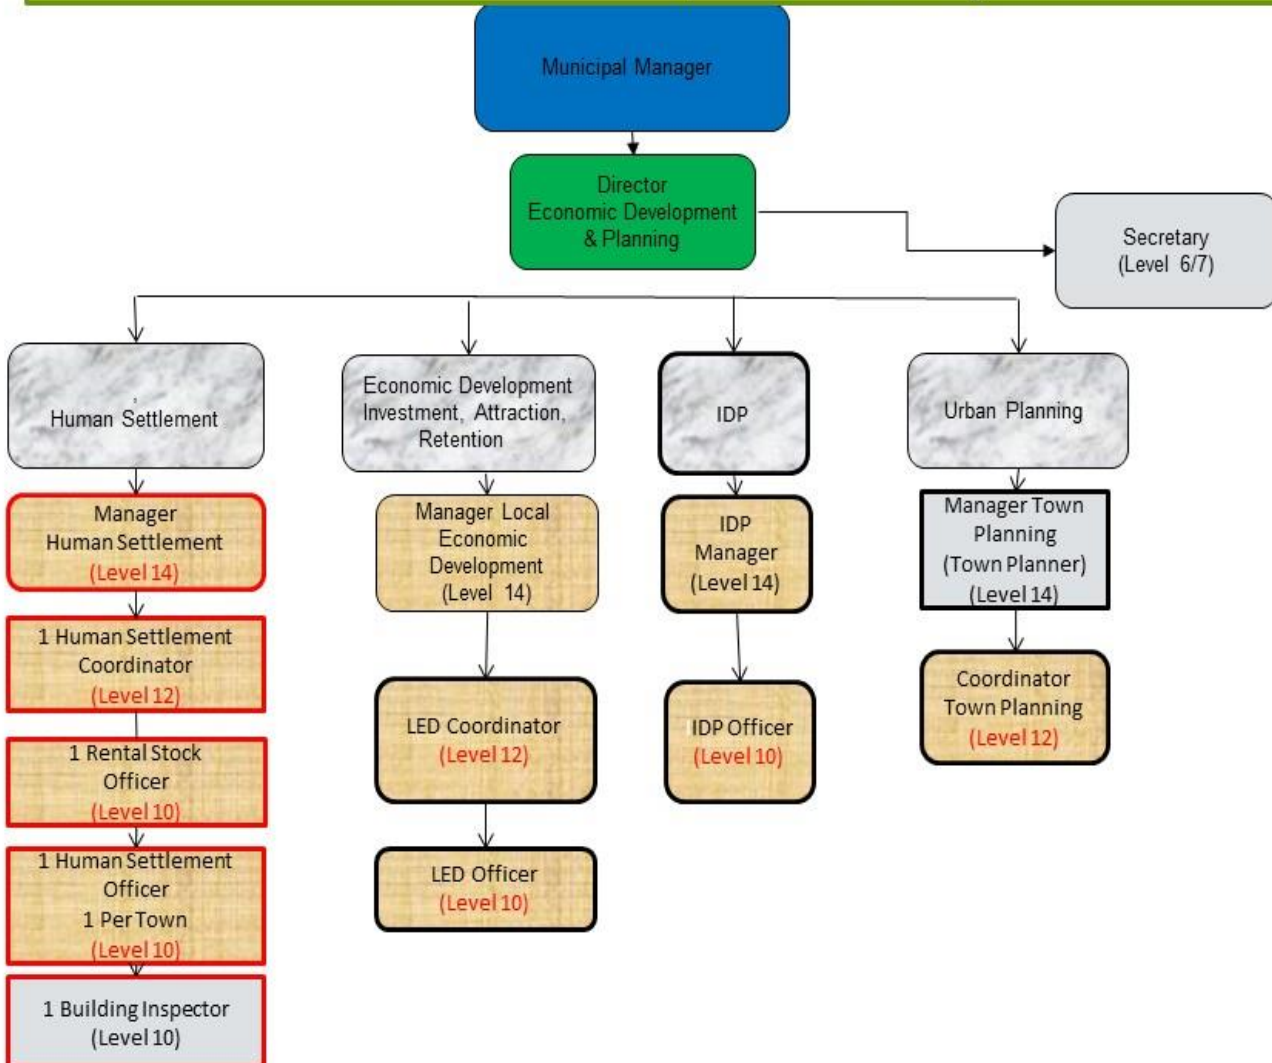 Municipal Manager
Director
Economic Development
& Planning
Secretary
(Level 6/7)
Human Settlement
Economic Development
Investment, Attraction,
Retention
IDP
Urban Planning
Manager
Human Settlement
(Level 14)
Manager Local
Economic
Development
(Level 14)
IDP
Manager
(Level 14)
Manager Town
Planning
(Town Planner)
(Level 14)
1 Human Settlement
Coordinator
(Level 12)
LED Coordinator
(Level 12)
IDP Officer
(Level 10)
Coordinator
Town Planning
(Level 12)
1 Rental Stock
Officer
(Level 10)
1 Human Settlement
Officer
1 Per Town
(Level 10)
LED Officer
(Level 10)
1 Building Inspector
(Level 10)